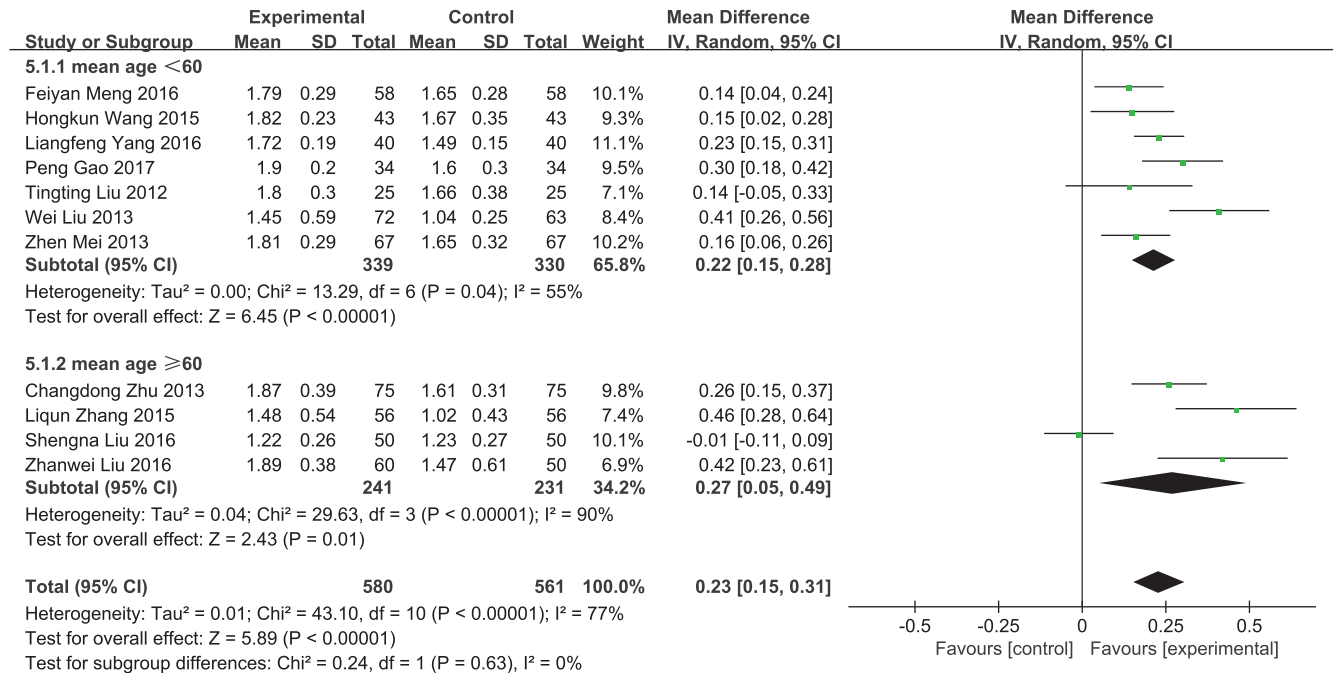 Experimental Control Mean Difference Mean Difference
Study or Subgroup Mean SD Total Mean SD Total Weight IV, Random, 95% CI IV, Random, 95% CI
5.1.1 mean age <60
Feiyan Meng 2016 1.79 0.29 58 1.65 0.28 58 10.1% 0.14 [0.04, 0.24]
Hongkun Wang 2015 1.82 0.23 43 1.67 0.35 43 9.3% 0.15 [0.02, 0.28]
Liangfeng Yang 2016 1.72 0.19 40 1.49 0.15 40 11.1% 0.23 [0.15, 0.31]
Peng Gao 2017 1.9 0.2 34 1.6 0.3 34 9.5% 0.30 [0.18, 0.42]
Tingting Liu 2012 1.8 0.3 25 1.66 0.38 25 7.1% 0.14 [-0.05, 0.33]
Wei Liu 2013 1.45 0.59 72 1.04 0.25 63 8.4% 0.41 [0.26, 0.56]
Zhen Mei 2013 1.81 0.29 67 1.65 0.32 67 10.2% 0.16 [0.06, 0.26]
Subtotal (95% CI) 339 330 65.8% 0.22 [0.15, 0.28]
Heterogeneity: Tau² = 0.00; Chi² = 13.29, df = 6 (P = 0.04); I² = 55%
Test for overall effect: Z = 6.45 (P < 0.00001)
5.1.2 mean age ≥60
Changdong Zhu 2013 1.87 0.39 75 1.61 0.31 75 9.8% 0.26 [0.15, 0.37]
Liqun Zhang 2015 1.48 0.54 56 1.02 0.43 56 7.4% 0.46 [0.28, 0.64]
Shengna Liu 2016 1.22 0.26 50 1.23 0.27 50 10.1% -0.01 [-0.11, 0.09]
Zhanwei Liu 2016 1.89 0.38 60 1.47 0.61 50 6.9% 0.42 [0.23, 0.61]
Subtotal (95% CI) 241 231 34.2% 0.27 [0.05, 0.49]
Heterogeneity: Tau² = 0.04; Chi² = 29.63, df = 3 (P < 0.00001); I² = 90%
Test for overall effect: Z = 2.43 (P = 0.01)
Total (95% CI) 580 561 100.0% 0.23 [0.15, 0.31]
Heterogeneity: Tau² = 0.01; Chi² = 43.10, df = 10 (P < 0.00001); I² = 77%
Test for overall effect: Z = 5.89 (P < 0.00001)
Test for subgroup differences: Chi² = 0.24, df = 1 (P = 0.63), I² = 0%
-0.5 -0.25 0 0.25 0.5
Favours [control] Favours [experimental]